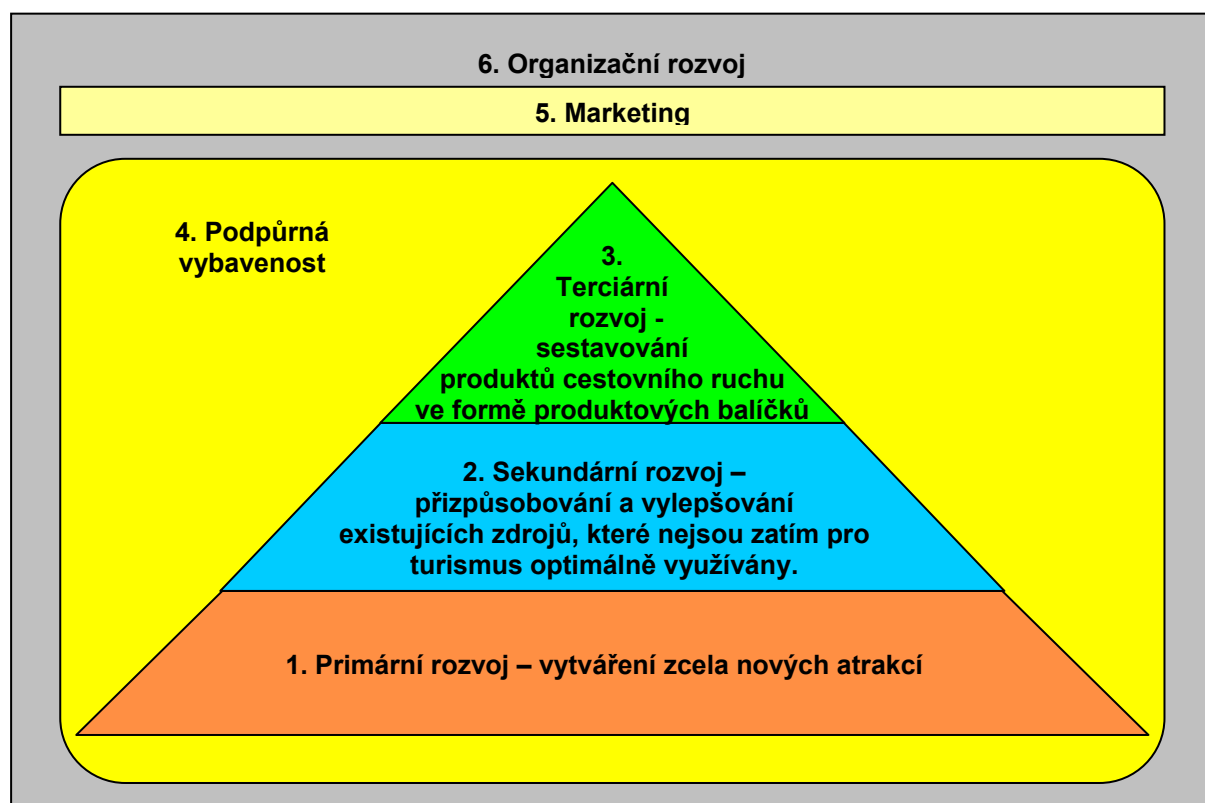 6. Organizační rozvoj
5. Marketing
4. Podpůrná
vybavenost
3.
Terciární
rozvoj -
sestavování
produktů cestovního ruchu
ve formě produktových balíčků
2. Sekundární rozvoj –
přizpůsobování a vylepšování
existujících zdrojů, které nejsou zatím pro
turismus optimálně využívány.
1. Primární rozvoj – vytváření zcela nových atrakcí